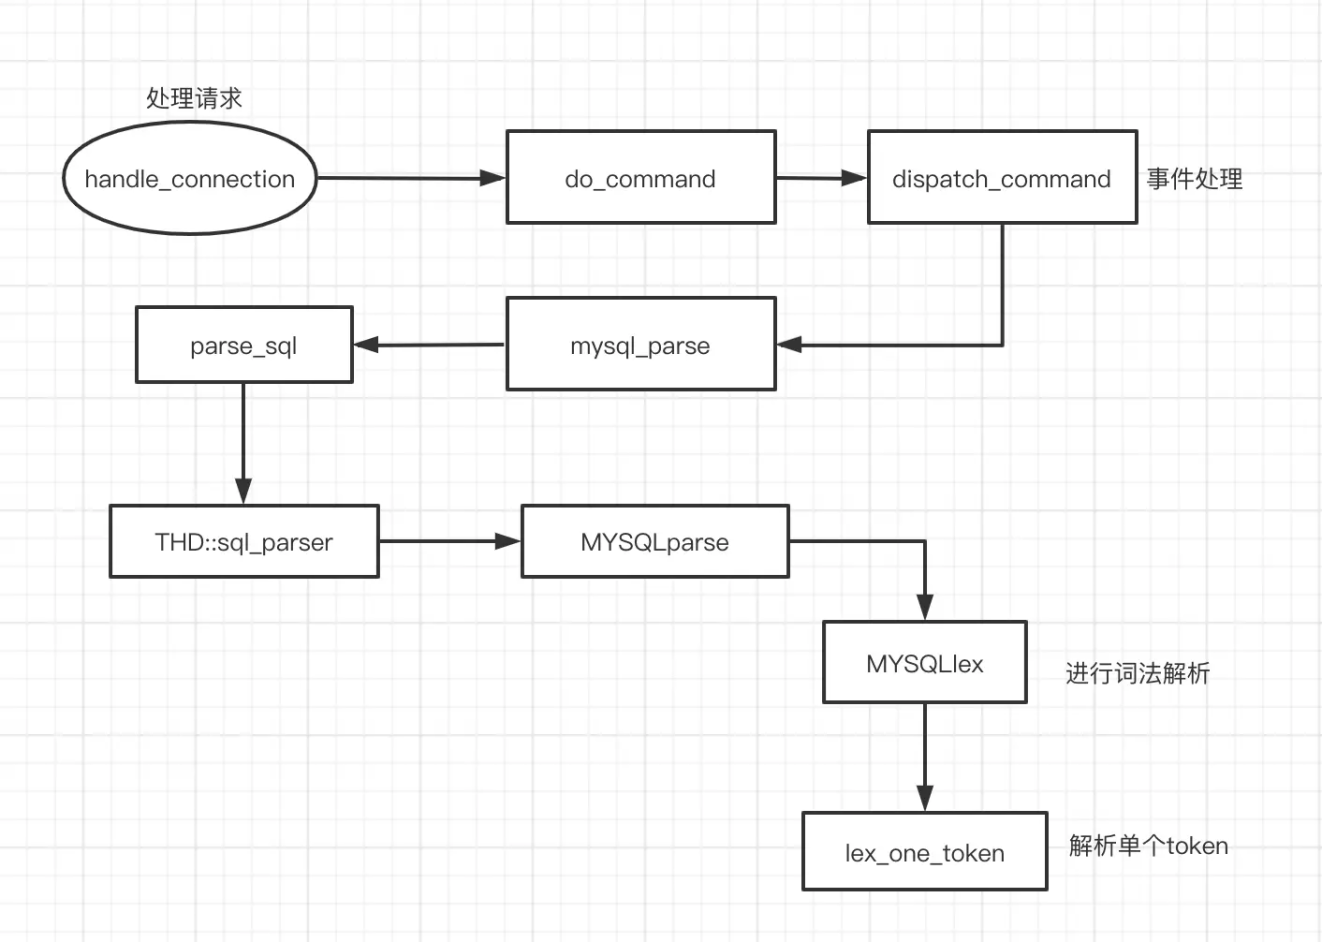 处理请求
handle_connection
do_command
dispatch_command
事件处理
mysql_parse
parse_sql
THD::sql_parser
MYSQLparse
MYSQLlex
进行词法解析
lex_one_token
解析单个token